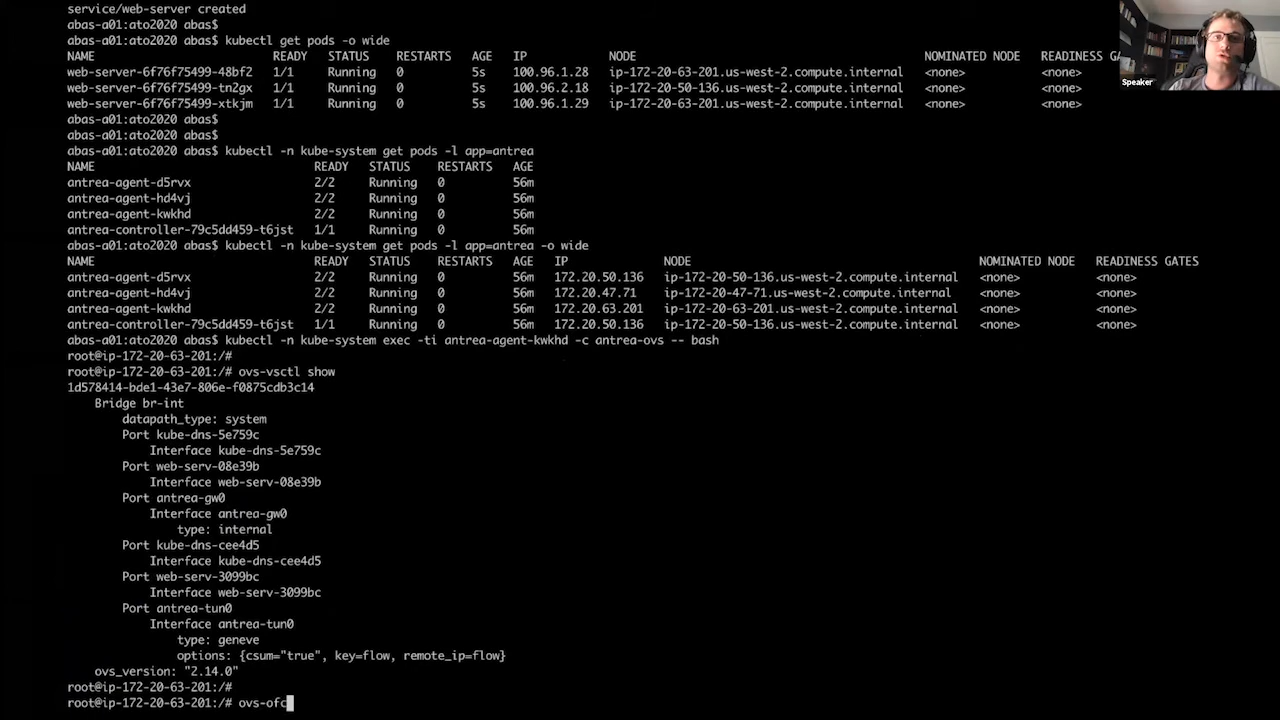 service/web-server created
abas-a01:ato2020 abas$
abas-a01:ato2020 abas$ kubectl get pods -o wide
NAME READY STATUS RESTARTS AGE IP NODE NOMINATED NODE READINESS GA
web-server-6f76f75499-48bf2 1/1 Running 0 5s 100.96.1.28 ip-172-20-63-201.us-west-2.compute.internal <none> <none>
web-server-6f76f75499-tn2gx 1/1 Running 0 5s 100.96.2.18 ip-172-20-50-136.us-west-2.compute.internal <none> <none>
web-server-6f76f75499-xtkjm 1/1 Running 0 5s 100.96.1.29 ip-172-20-63-201.us-west-2.compute.internal <none> <none>
abas-a01:ato2020 abas$
abas-a01:ato2020 abas$
abas-a01:ato2020 abas$ kubectl -n kube-system get pods -l app=antrea
NAME READY STATUS RESTARTS AGE
antrea-agent-d5rvx 2/2 Running 0 56m
antrea-agent-hd4vj 2/2 Running 0 56m
antrea-agent-kwkhd 2/2 Running 0 56m
antrea-controller-79c5dd459-t6jst 1/1 Running 0 56m
abas-a01:ato2020 abas$ kubectl -n kube-system get pods -l app=antrea -o wide
NAME READY STATUS RESTARTS AGE IP NODE NOMINATED NODE READINESS GATES
antrea-agent-d5rvx 2/2 Running 0 56m 172.20.50.136 ip-172-20-50-136.us-west-2.compute.internal <none> <none>
antrea-agent-hd4vj 2/2 Running 0 56m 172.20.47.71 ip-172-20-47-71.us-west-2.compute.internal <none> <none>
antrea-agent-kwkhd 2/2 Running 0 56m 172.20.63.201 ip-172-20-63-201.us-west-2.compute.internal <none> <none>
antrea-controller-79c5dd459-t6jst 1/1 Running 0 56m 172.20.50.136 ip-172-20-50-136.us-west-2.compute.internal <none> <none>
abas-a01:ato2020 abas$ kubectl -n kube-system exec -ti antrea-agent-kwkhd -c antrea-ovs -- bash
root@ip-172-20-63-201:/#
root@ip-172-20-63-201:/# ovs-vsctl show
1d578414-bde1-43e7-806e-f0875cdb3c14
Bridge br-int
datapath_type: system
Port kube-dns-5e759c
Interface kube-dns-5e759c
Port web-serv-08e39b
Interface web-serv-08e39b
Port antrea-gw0
Interface antrea-gw0
type: internal
Port kube-dns-cee4d5
Interface kube-dns-cee4d5
Port web-serv-3099bc
Interface web-serv-3099bc
Port antrea-tun0
Interface antrea-tun0
type: geneve
options: {csum="true", key=flow, remote_ip=flow}
ovs_version: "2.14.0"
root@ip-172-20-63-201:/#
root@ip-172-20-63-201:/# ovs-ofc
Speaker